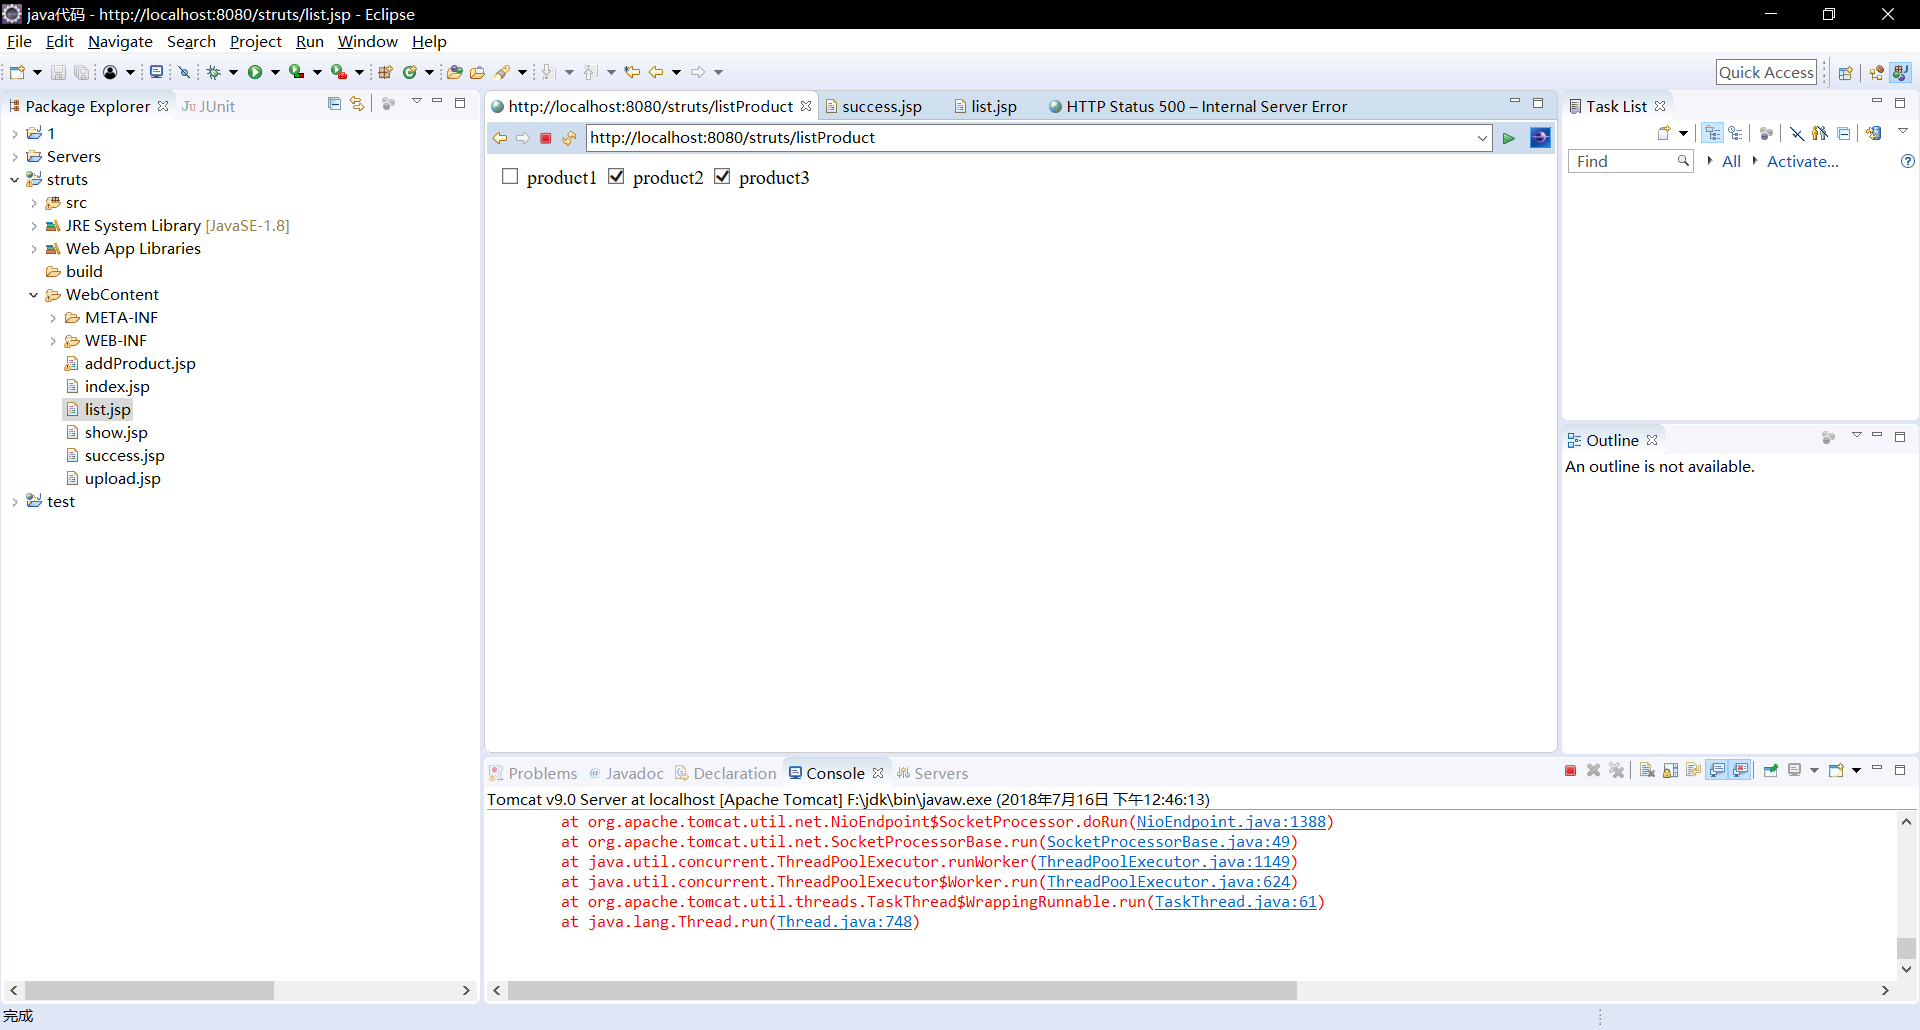 java代码 - http://localhost:8080/struts/list.jsp - Eclipse
File Edit Navigate Search Project Run Window Help
Quick Access
Package Explorer JUnit
1
Servers
struts
src
JRE System Library [JavaSE-1.8]
Web App Libraries
build
WebContent
META-INF
WEB-INF
addProduct.jsp
index.jsp
list.jsp
show.jsp
success.jsp
upload.jsp
test
http://localhost:8080/struts/listProduct success.jsp list.jsp HTTP Status 500 – Internal Server Error
http://localhost:8080/struts/listProduct
product1 product2 product3
Task List
Find All Activate...
Outline
An outline is not available.
Problems @ Javadoc Declaration Console Servers
Tomcat v9.0 Server at localhost [Apache Tomcat] F:\jdk\bin\javaw.exe (2018年7月16日 下午12:46:13)
at org.apache.tomcat.util.net.NioEndpoint$SocketProcessor.doRun(NioEndpoint.java:1388)
at org.apache.tomcat.util.net.SocketProcessorBase.run(SocketProcessorBase.java:49)
at java.util.concurrent.ThreadPoolExecutor.runWorker(ThreadPoolExecutor.java:1149)
at java.util.concurrent.ThreadPoolExecutor$Worker.run(ThreadPoolExecutor.java:624)
at org.apache.tomcat.util.threads.TaskThread$WrappingRunnable.run(TaskThread.java:61)
at java.lang.Thread.run(Thread.java:748)
完成